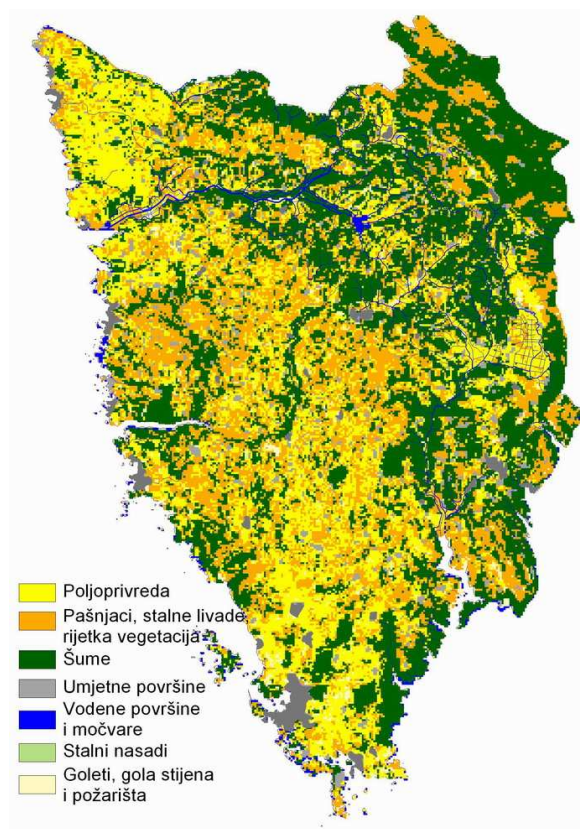 Poljoprivreda
Pašnjaci, stalne livade
rijetka vegetacija
Šume
Umjetne površine
Vodene površine
i močvare
Stalni nasadi
Goleti, gola stijena
i požarišta